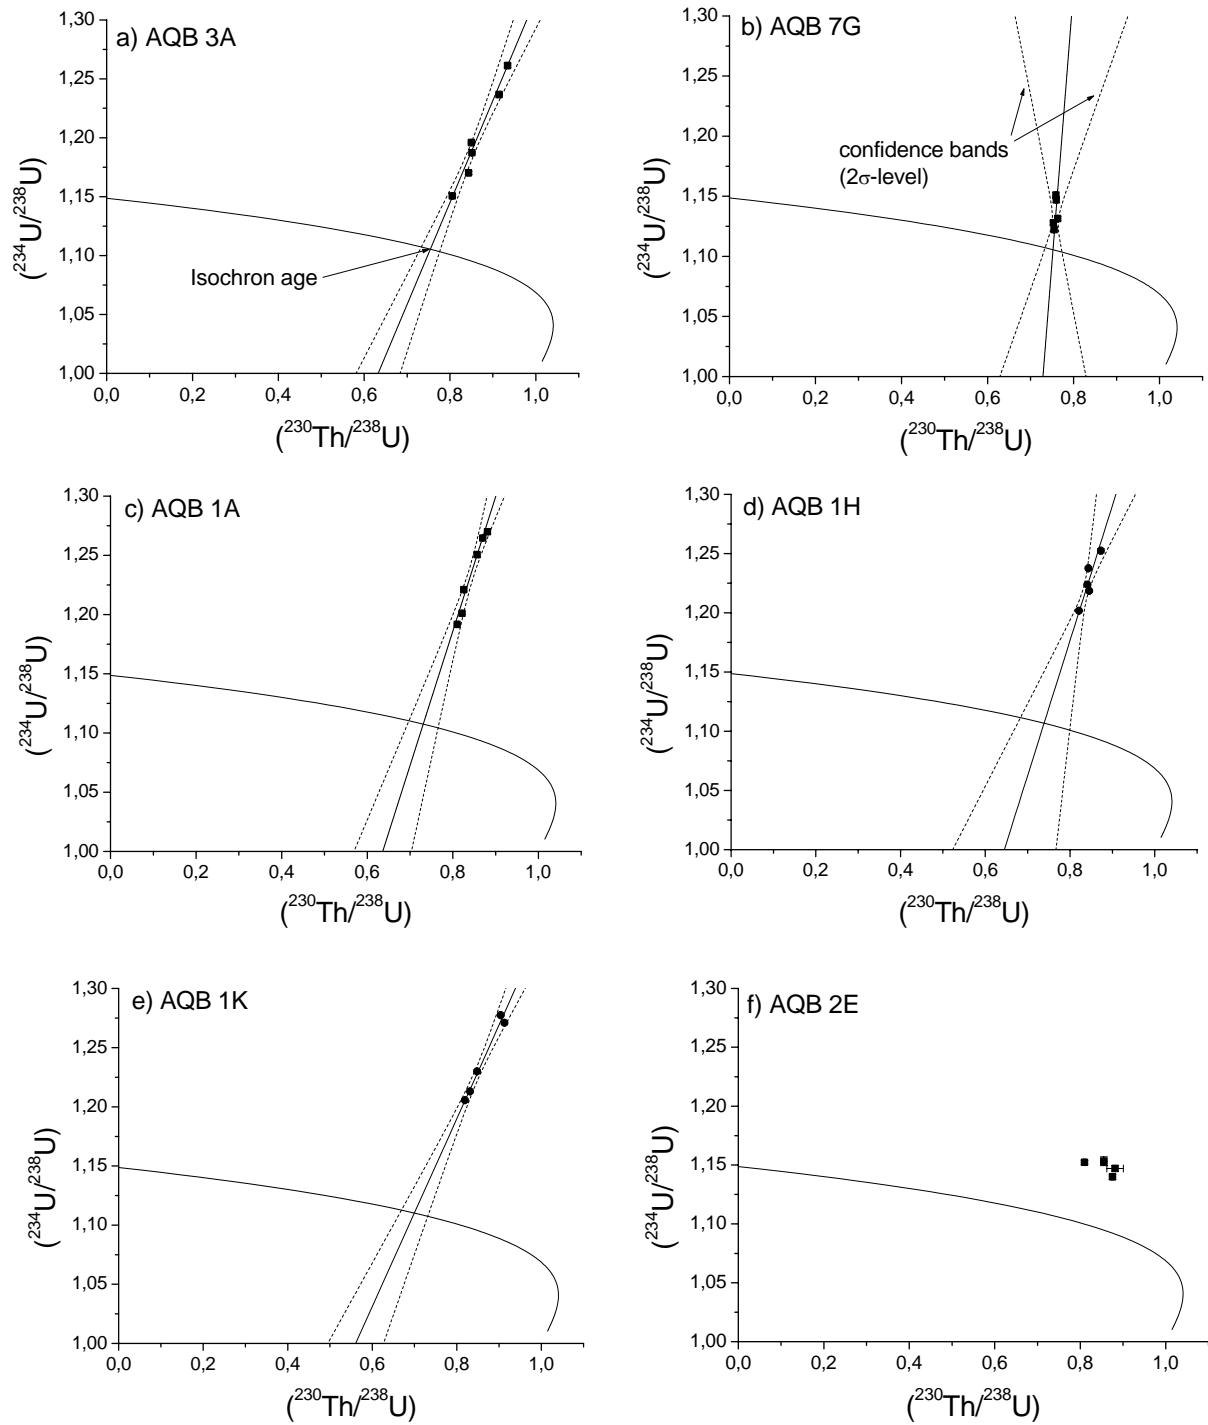 a) AQB 3A
1,30
1,25
1,20
1,15
1,10
1,05
1,00
(²³⁴U/²³⁸U)
Isochron age
0,0 0,2 0,4 0,6 0,8 1,0
(²³⁰Th/²³⁸U)
b) AQB 7G
1,30
1,25
1,20
1,15
1,10
1,05
1,00
(²³⁴U/²³⁸U)
confidence bands
(2σ-level)
0,0 0,2 0,4 0,6 0,8 1,0
(²³⁰Th/²³⁸U)
c) AQB 1A
1,30
1,25
1,20
1,15
1,10
1,05
1,00
(²³⁴U/²³⁸U)
0,0 0,2 0,4 0,6 0,8 1,0
(²³⁰Th/²³⁸U)
d) AQB 1H
1,30
1,25
1,20
1,15
1,10
1,05
1,00
(²³⁴U/²³⁸U)
0,0 0,2 0,4 0,6 0,8 1,0
(²³⁰Th/²³⁸U)
e) AQB 1K
1,30
1,25
1,20
1,15
1,10
1,05
1,00
(²³⁴U/²³⁸U)
0,0 0,2 0,4 0,6 0,8 1,0
(²³⁰Th/²³⁸U)
f) AQB 2E
1,30
1,25
1,20
1,15
1,10
1,05
1,00
(²³⁴U/²³⁸U)
0,0 0,2 0,4 0,6 0,8 1,0
(²³⁰Th/²³⁸U)